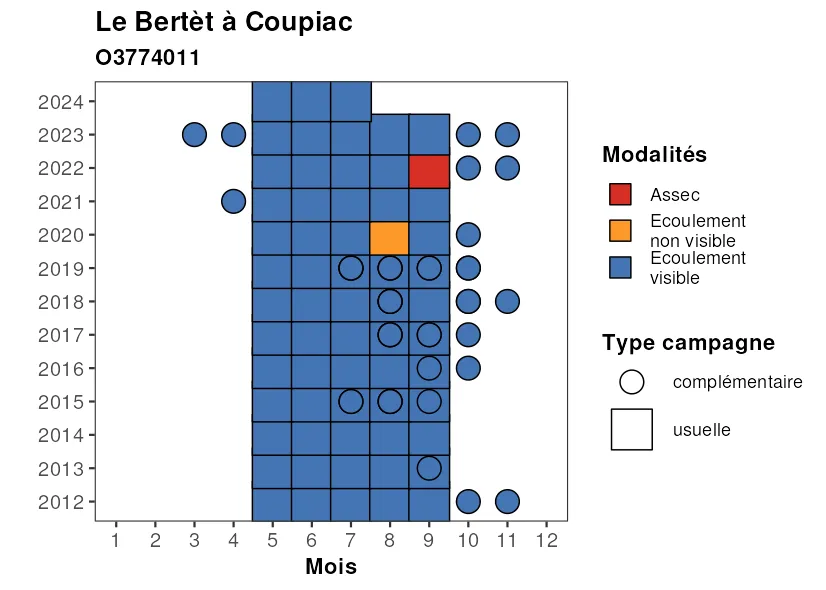 Le Bertèt à Coupiac
O3774011
2024
2023
2022
2021
2020
2019
2018
2017
2016
2015
2014
2013
2012
1 2 3 4 5 6 7 8 9 10 11 12
Mois
Modalités
Assec
Ecoulement
non visible
Ecoulement
visible
Type campagne
complémentaire
usuelle